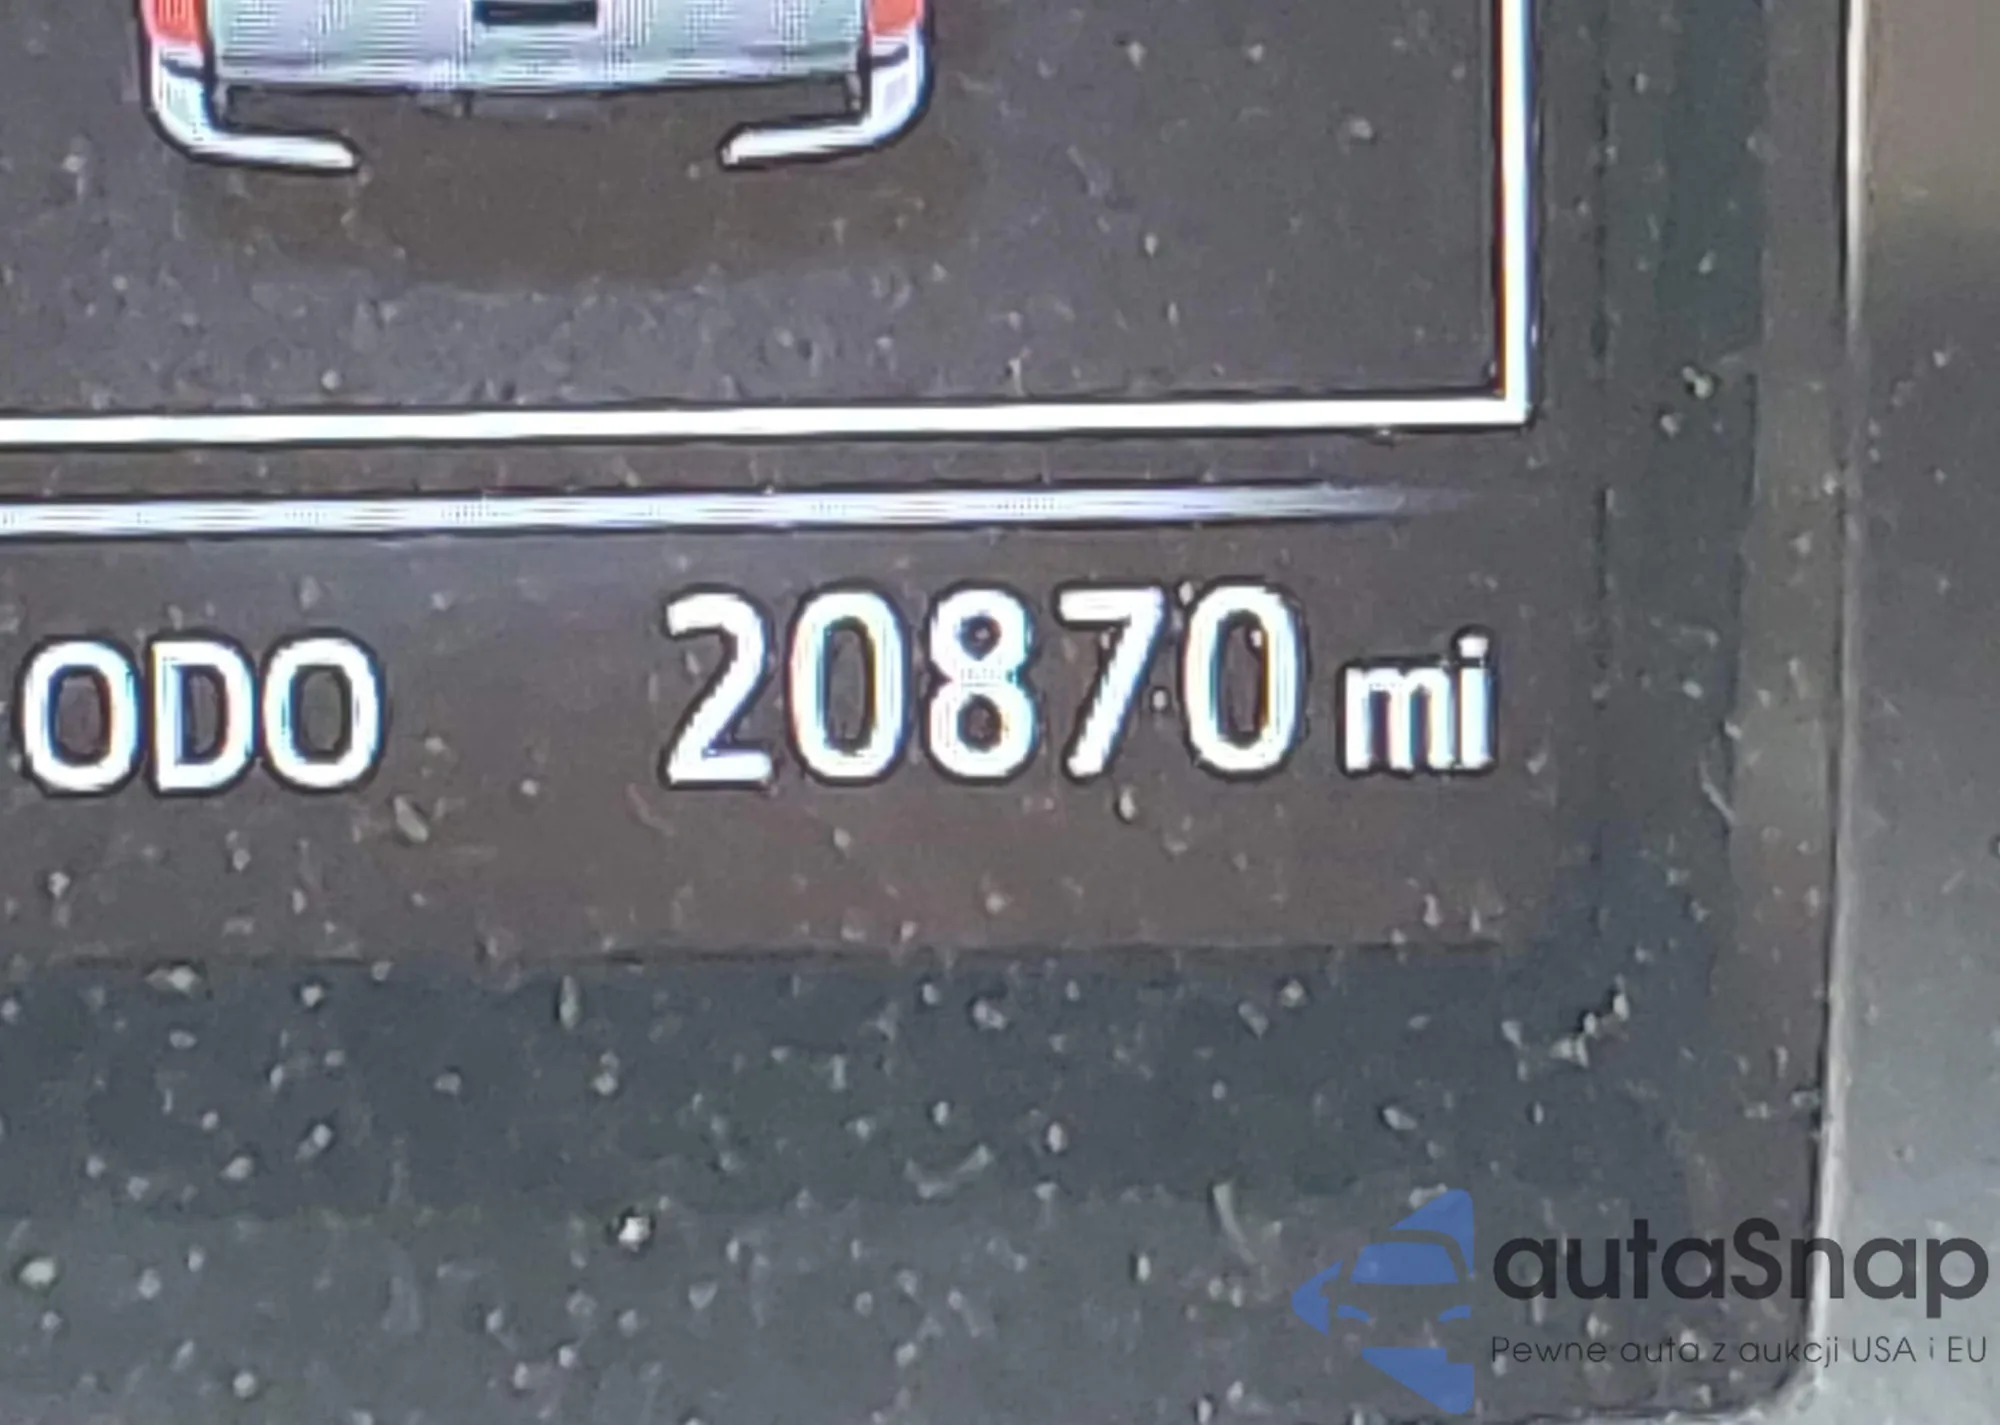 ODO 20870 mi
autaSnap
Pewne auta z aukcji USA i EU